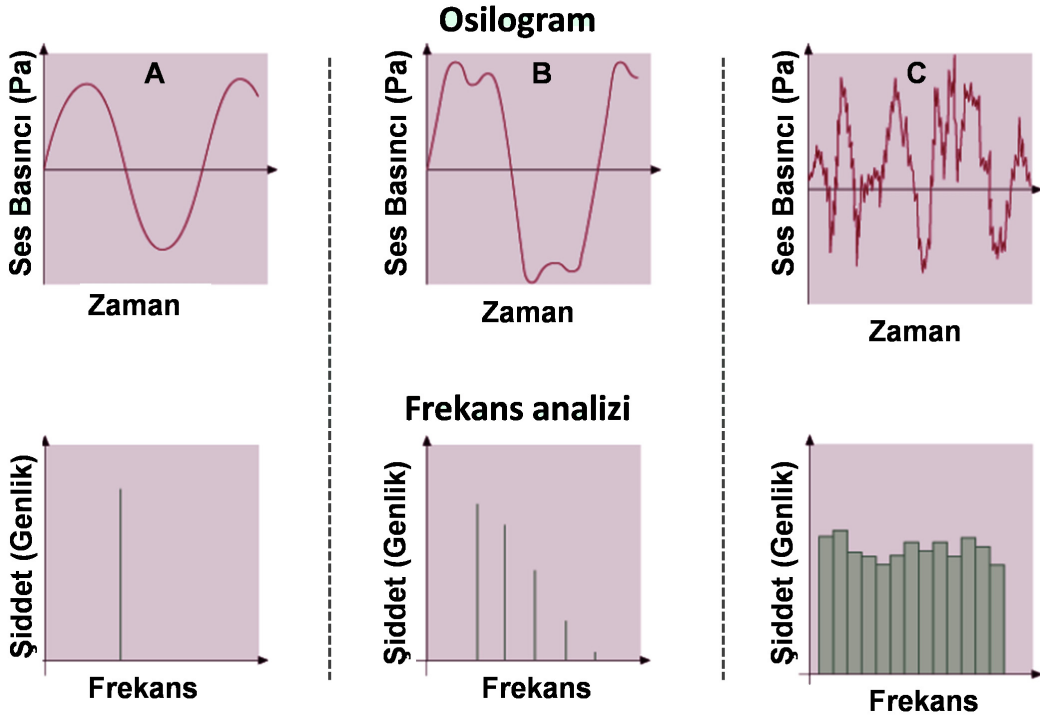 Osilogram
A
B
C
Ses Basıncı (Pa)
Ses Basıncı (Pa)
Ses Basıncı (Pa)
Zaman
Zaman
Zaman
Frekans analizi
Şiddet (Genlik)
Şiddet (Genlik)
Şiddet (Genlik)
Frekans
Frekans
Frekans